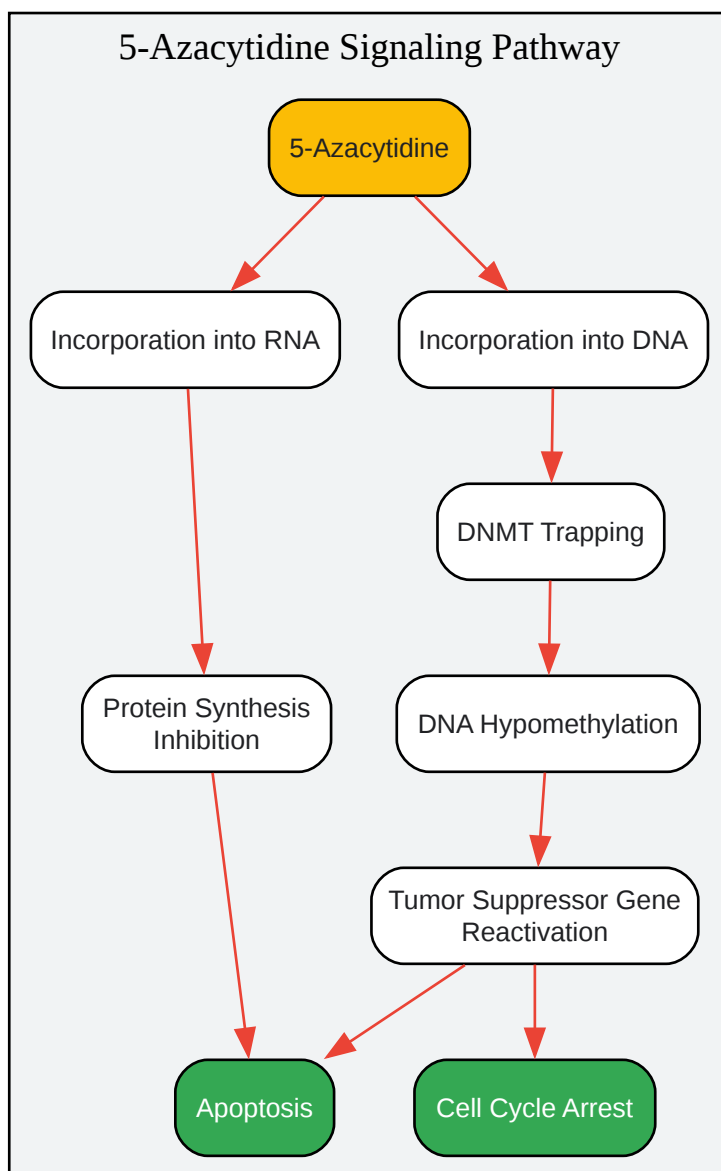 5-Azacytidine Signaling Pathway
5-Azacytidine
Incorporation into RNA
Incorporation into DNA
DNMT Trapping
Protein Synthesis
Inhibition
DNA Hypomethylation
Tumor Suppressor Gene
Reactivation
Apoptosis
Cell Cycle Arrest